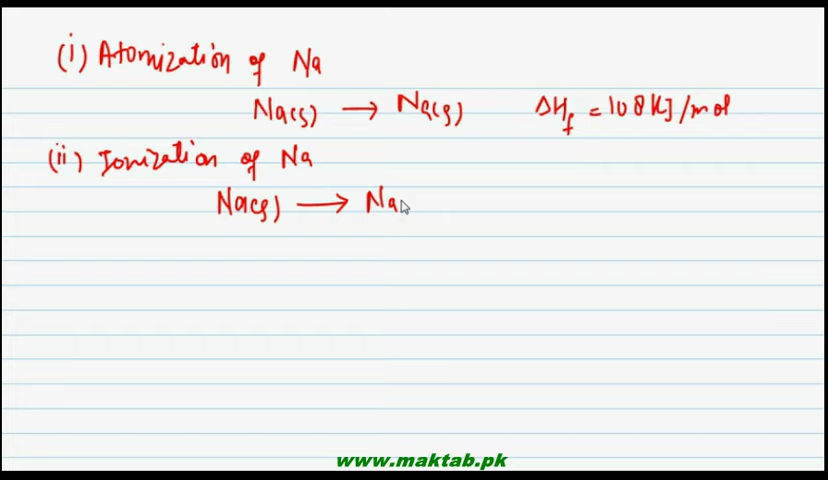 (i) Atomization of Na
Na(s) → Na(g) ΔHf = 108 KJ/mol
(ii) Ionization of Na
Na(g) → Na
www.maktab.pk